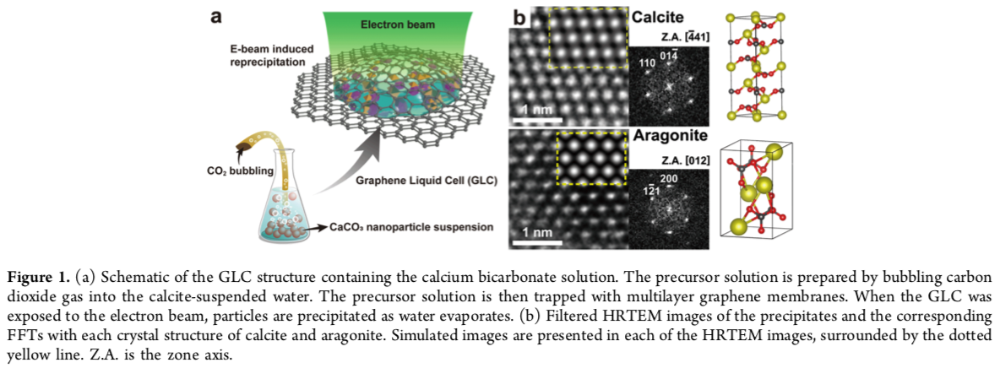 a
Electron beam
E-beam induced
reprecipitation
CO₂ bubbling
Graphene Liquid Cell (GLC)
CaCO₃ nanoparticle suspension
b
Calcite
Z.A. [4̄41]
014̄
110
1 nm
Aragonite
Z.A. [012]
200
12̄1
1 nm
Figure 1. (a) Schematic of the GLC structure containing the calcium bicarbonate solution. The precursor solution is prepared by bubbling carbon
dioxide gas into the calcite-suspended water. The precursor solution is then trapped with multilayer graphene membranes. When the GLC was
exposed to the electron beam, particles are precipitated as water evaporates. (b) Filtered HRTEM images of the precipitates and the corresponding
FFTs with each crystal structure of calcite and aragonite. Simulated images are presented in each of the HRTEM images, surrounded by the dotted
yellow line. Z.A. is the zone axis.